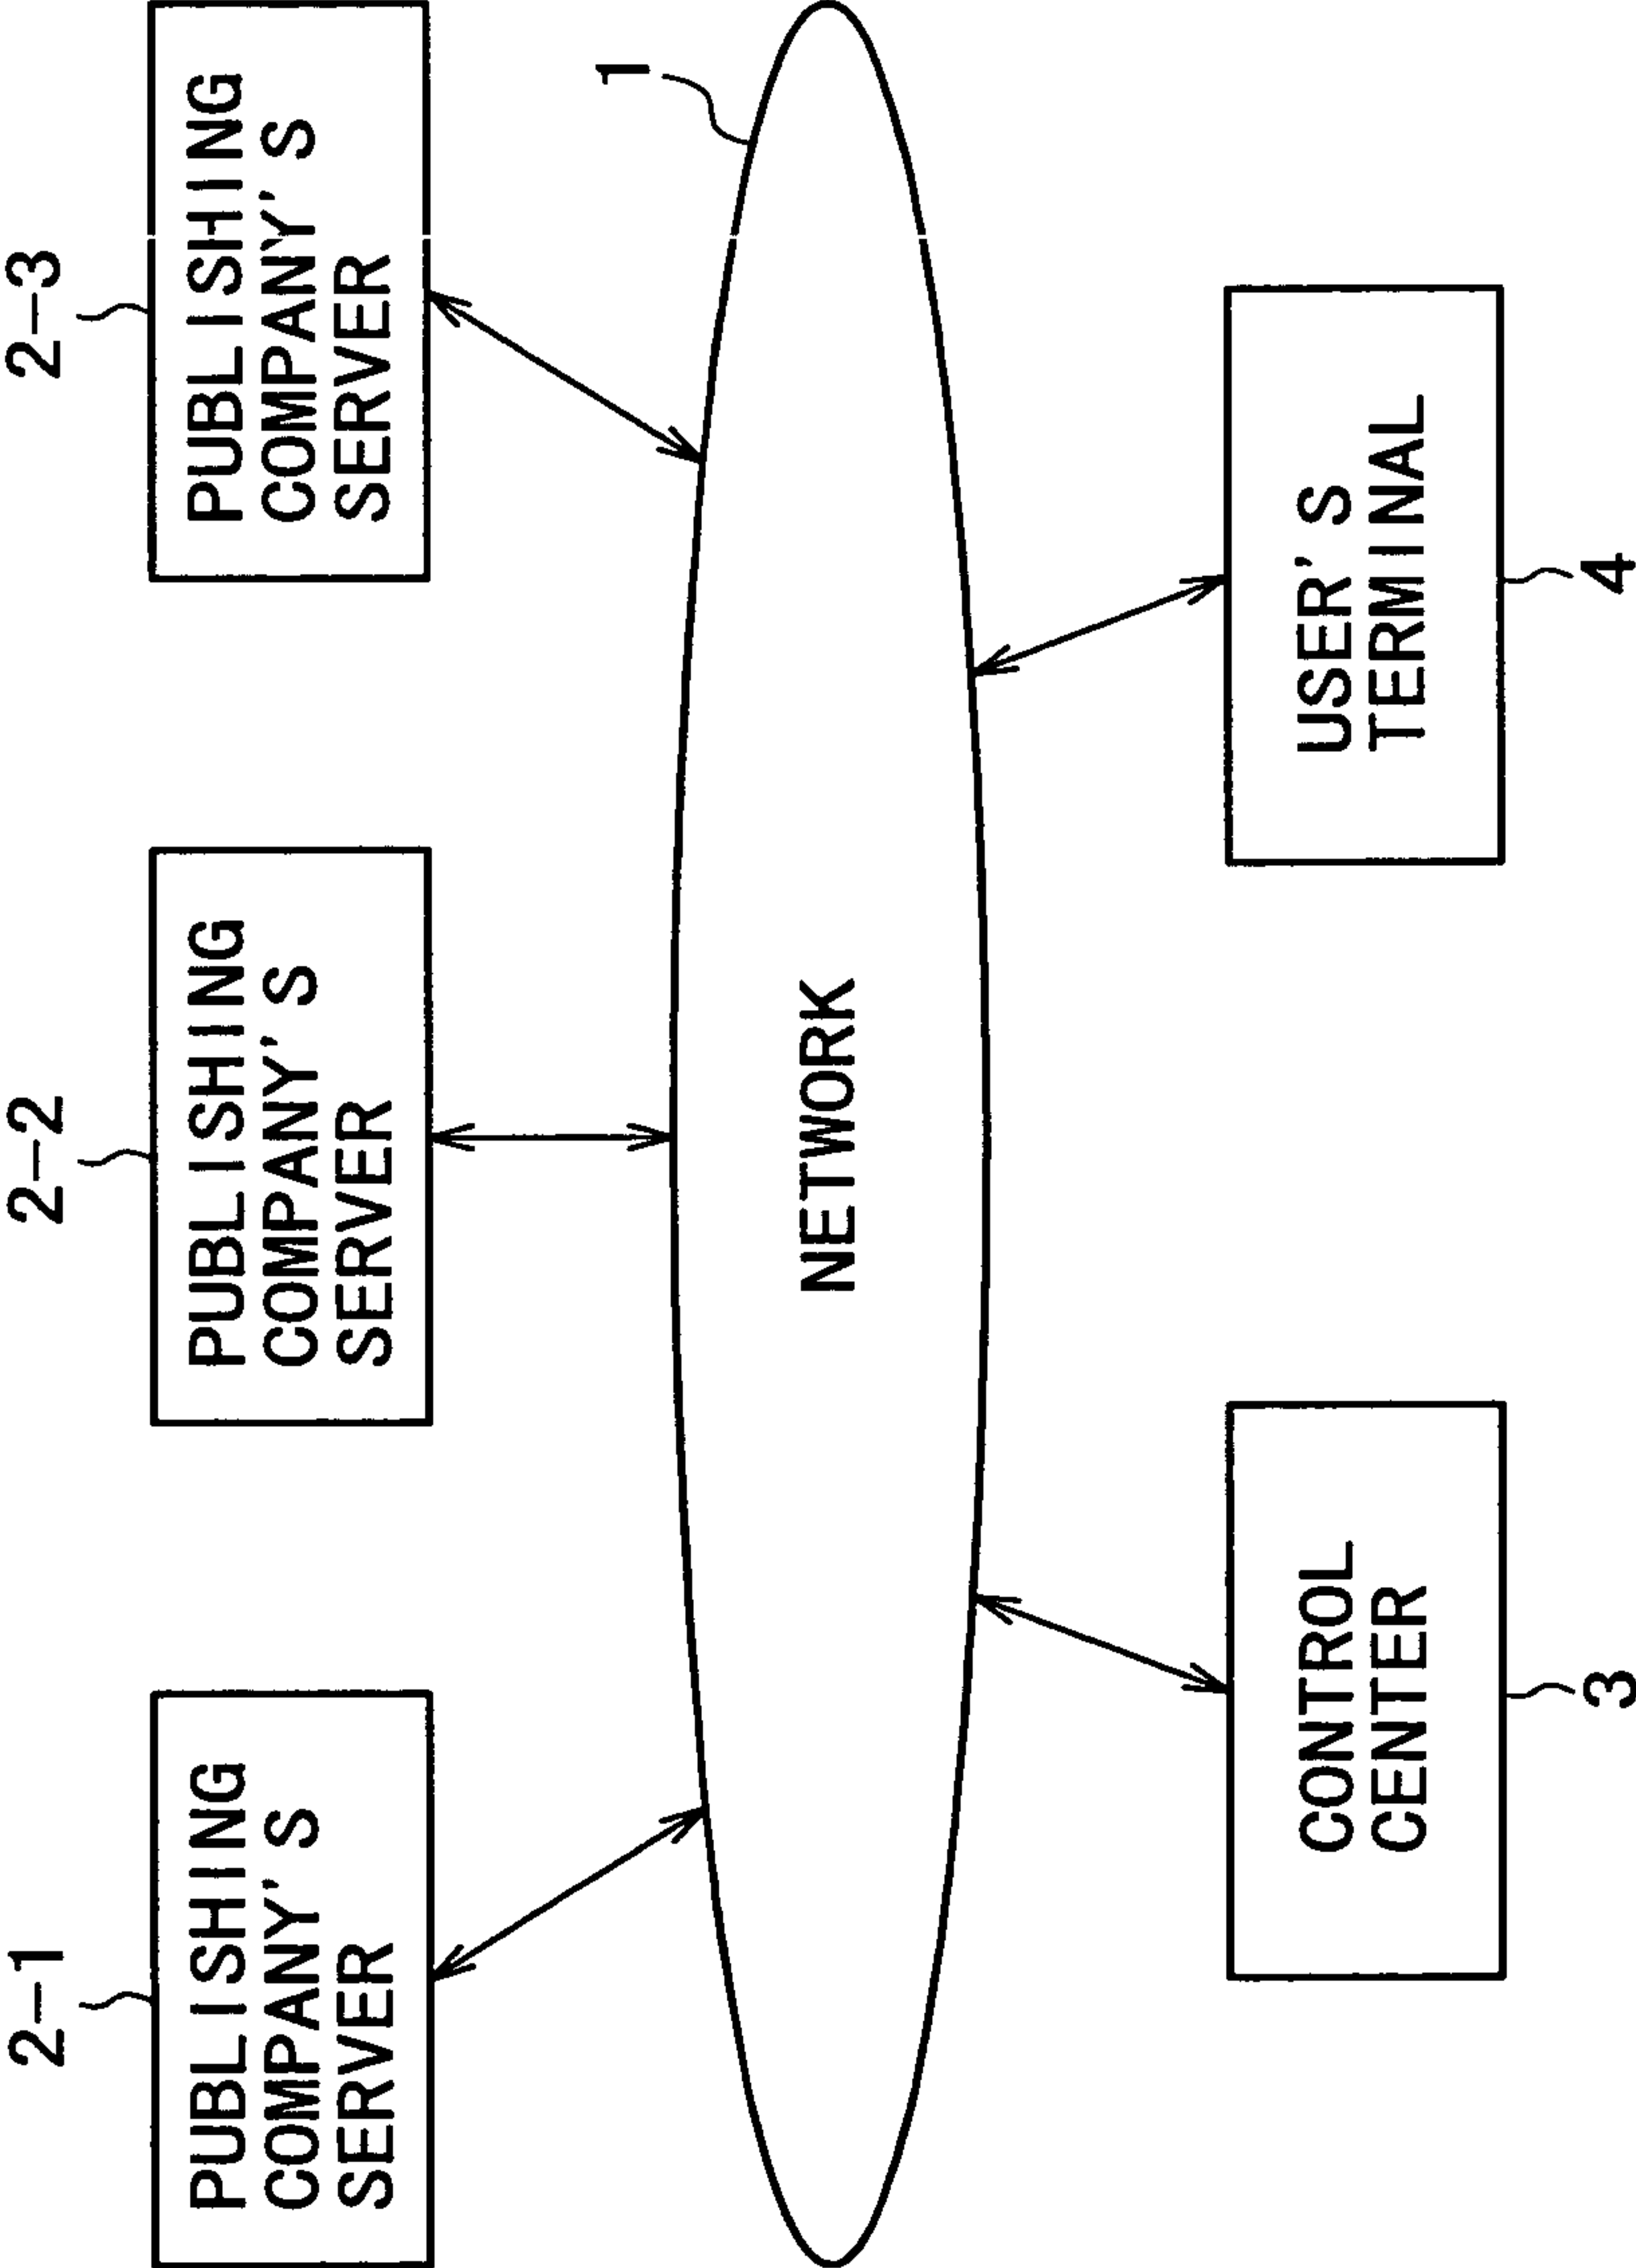 2-1
PUBLISHING
COMPANY'S
SERVER
2-2
PUBLISHING
COMPANY'S
SERVER
2-3
PUBLISHING
COMPANY'S
SERVER
1
NETWORK
CONTROL
CENTER
3
USER'S
TERMINAL
4